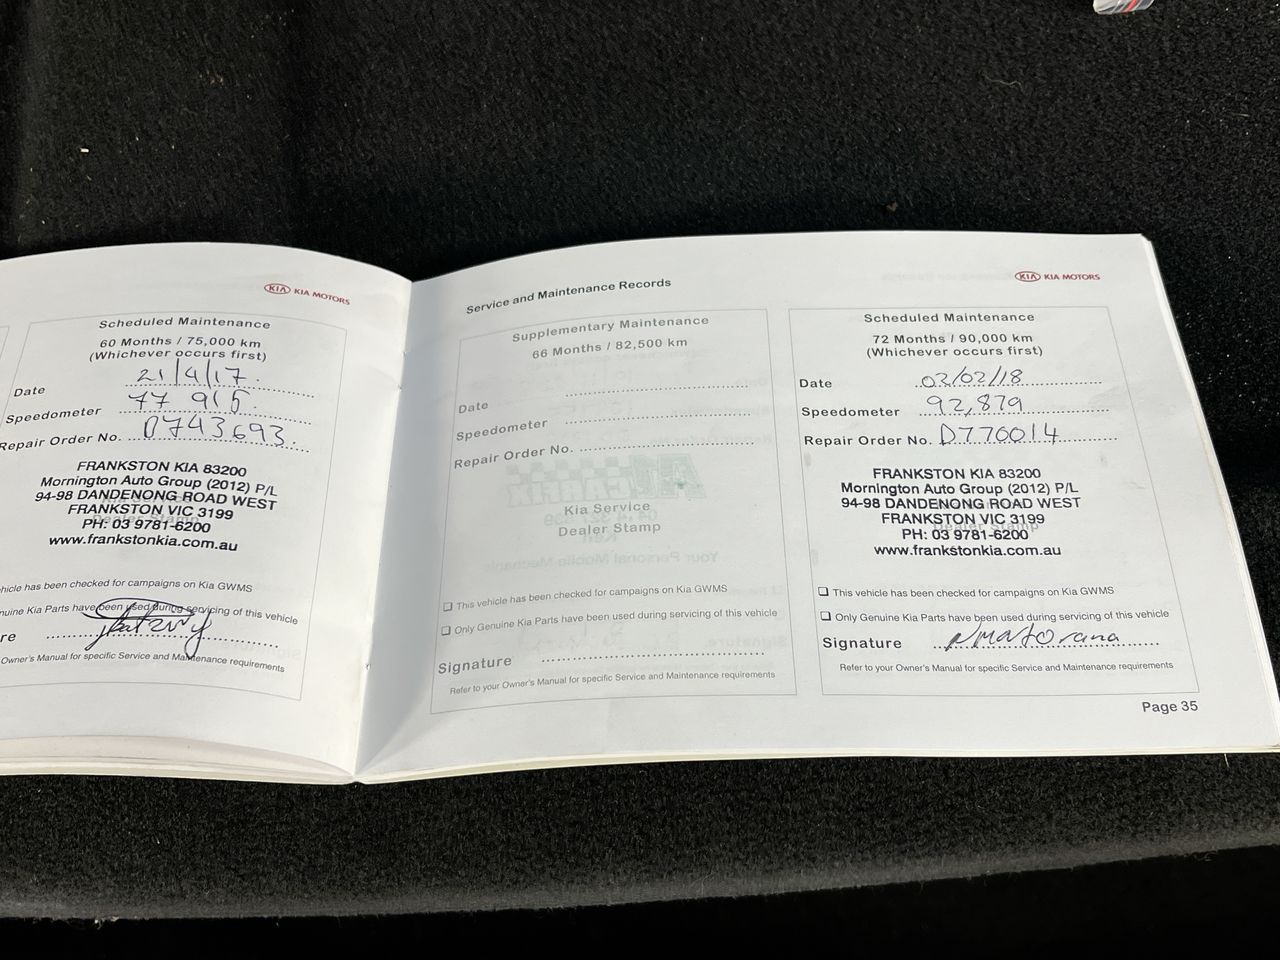 KIA KIA MOTORS
Scheduled Maintenance
60 Months / 75,000 km
(Whichever occurs first)
Date 21/4/17.
Speedometer 77 915.
Repair Order No. D743693.
FRANKSTON KIA 83200
Mornington Auto Group (2012) P/L
94-98 DANDENONG ROAD WEST
FRANKSTON VIC 3199
PH: 03 9781-6200
www.frankstonkia.com.au
hicle has been checked for campaigns on Kia GWMS
nuine Kia Parts have been used during servicing of this vehicle
re
Owner's Manual for specific Service and Maintenance requirements
Service and Maintenance Records
Supplementary Maintenance
66 Months / 82,500 km
Date
Speedometer
Repair Order No.
Kia Service
Dealer Stamp
This vehicle has been checked for campaigns on Kia GWMS
Only Genuine Kia Parts have been used during servicing of this vehicle
Signature
Refer to your Owner's Manual for specific Service and Maintenance requirements
KIA KIA MOTORS
Scheduled Maintenance
72 Months / 90,000 km
(Whichever occurs first)
Date 02/02/18
Speedometer 92,879
Repair Order No. D770014
FRANKSTON KIA 83200
Mornington Auto Group (2012) P/L
94-98 DANDENONG ROAD WEST
FRANKSTON VIC 3199
PH: 03 9781-6200
www.frankstonkia.com.au
This vehicle has been checked for campaigns on Kia GWMS
Only Genuine Kia Parts have been used during servicing of this vehicle
Signature
Refer to your Owner's Manual for specific Service and Maintenance requirements
Page 35